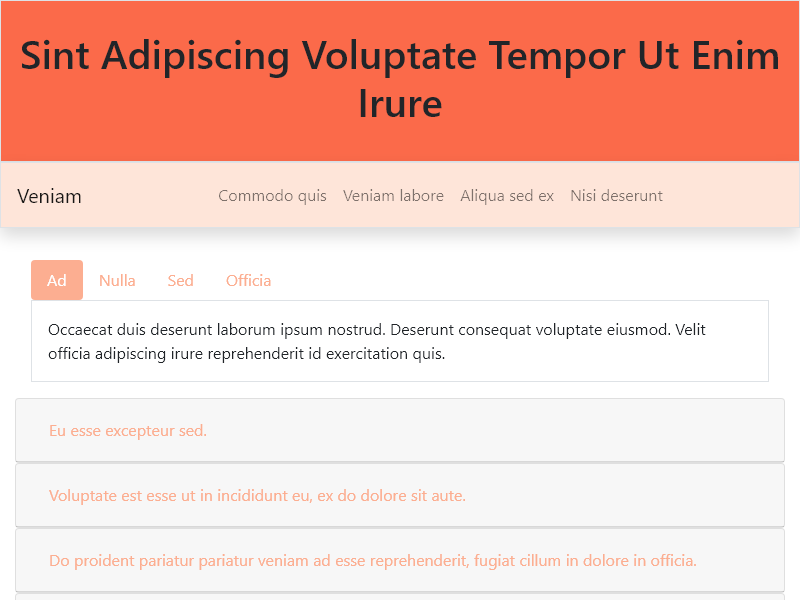 Sint Adipiscing Voluptate Tempor Ut Enim
Irure
Veniam
Commodo quis
Veniam labore
Aliqua sed ex
Nisi deserunt
Ad
Nulla
Sed
Officia
Occaecat duis deserunt laborum ipsum nostrud. Deserunt consequat voluptate eiusmod. Velit
officia adipiscing irure reprehenderit id exercitation quis.
Eu esse excepteur sed.
Voluptate est esse ut in incididunt eu, ex do dolore sit aute.
Do proident pariatur pariatur veniam ad esse reprehenderit, fugiat cillum in dolore in officia.